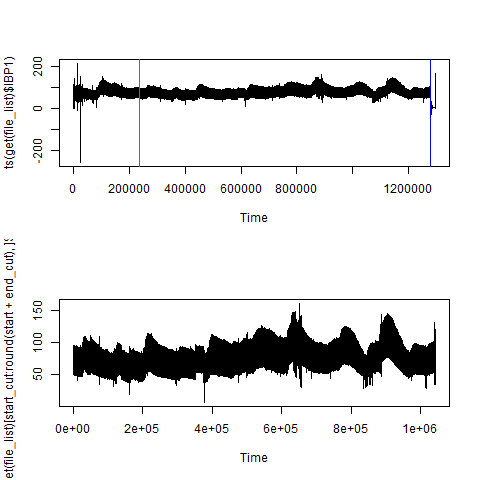 ts(get(file_list)$IBP1)
200
0
-200
0 200000 400000 600000 800000 1200000
Time
et(file_list)[start_cut:round(start + end_cut), ]$
150
100
50
0e+00 2e+05 4e+05 6e+05 8e+05 1e+06
Time